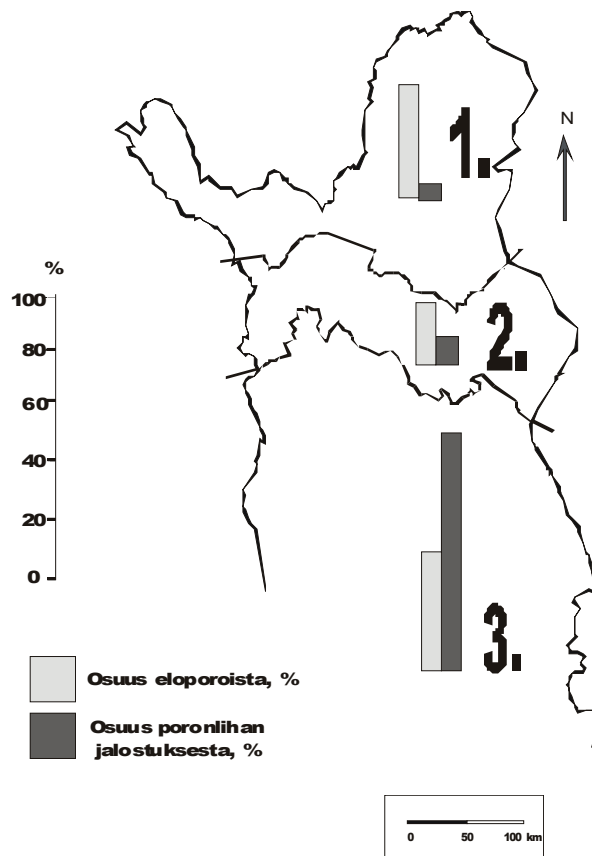 1.
N
2.
3.
%
100
80
60
40
20
0
Osuus eloporoista, %
Osuus poronlihan
jalostuksesta, %
0 50 100 km